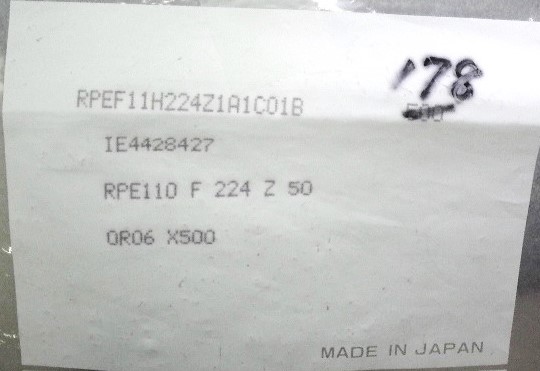 178
RPEF11H224Z1A1C01B 500
IE4428427
RPE110 F 224 Z 50
OR06 X500
MADE IN JAPAN